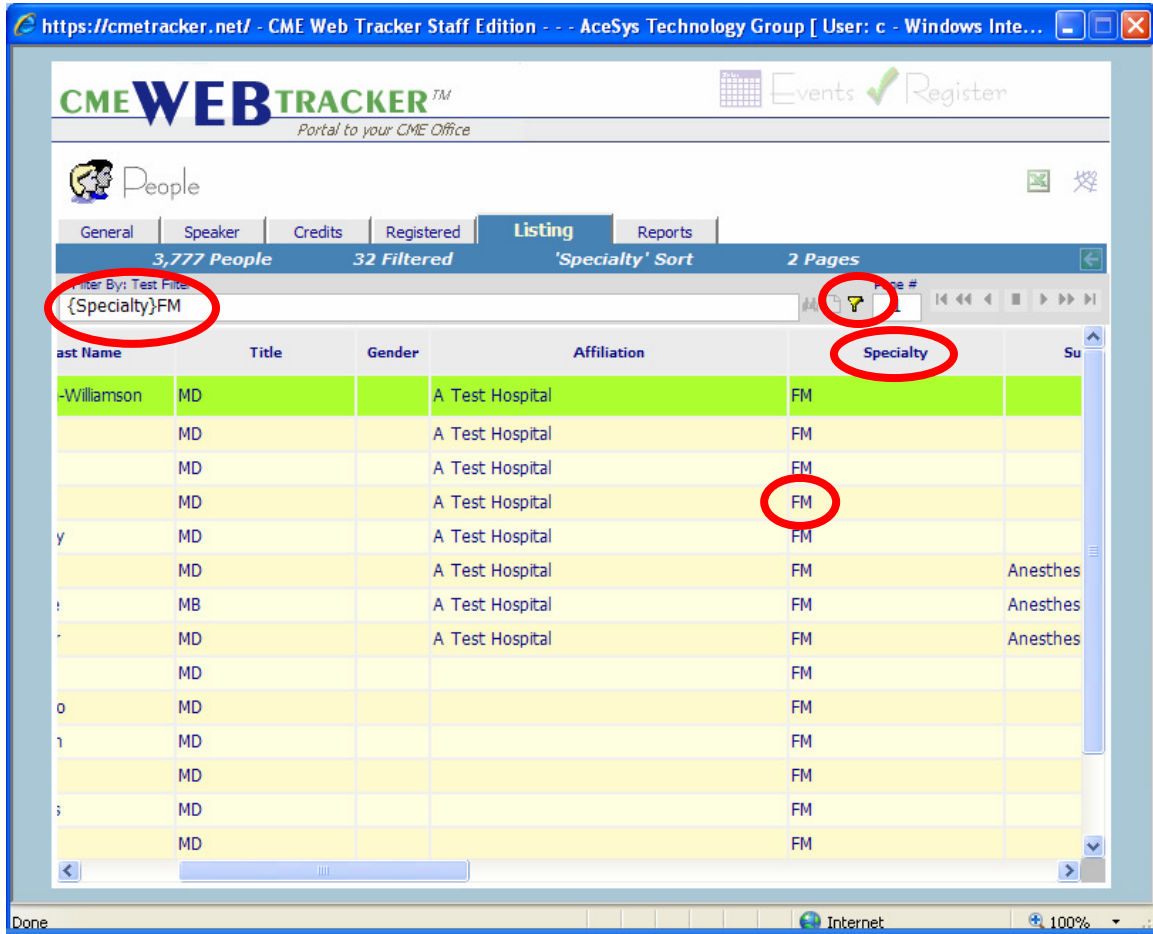 https://cmetracker.net/ - CME Web Tracker Staff Edition - - - AceSys Technology Group [ User: c - Windows Inte...
CMEWEBTRACKER™
Portal to your CME Office
Events Register
People
General Speaker Credits Registered Listing Reports
3,777 People 32 Filtered 'Specialty' Sort 2 Pages
Filter By: Test Filter Page #
{Specialty}FM 1
ast Name Title Gender Affiliation Specialty Su
-Williamson MD A Test Hospital FM
MD A Test Hospital FM
MD A Test Hospital FM
MD A Test Hospital FM
y MD A Test Hospital FM
MD A Test Hospital FM Anesthes
MB A Test Hospital FM Anesthes
r MD A Test Hospital FM Anesthes
MD FM
o MD FM
n MD FM
MD FM
s MD FM
MD FM
Done Internet 100%